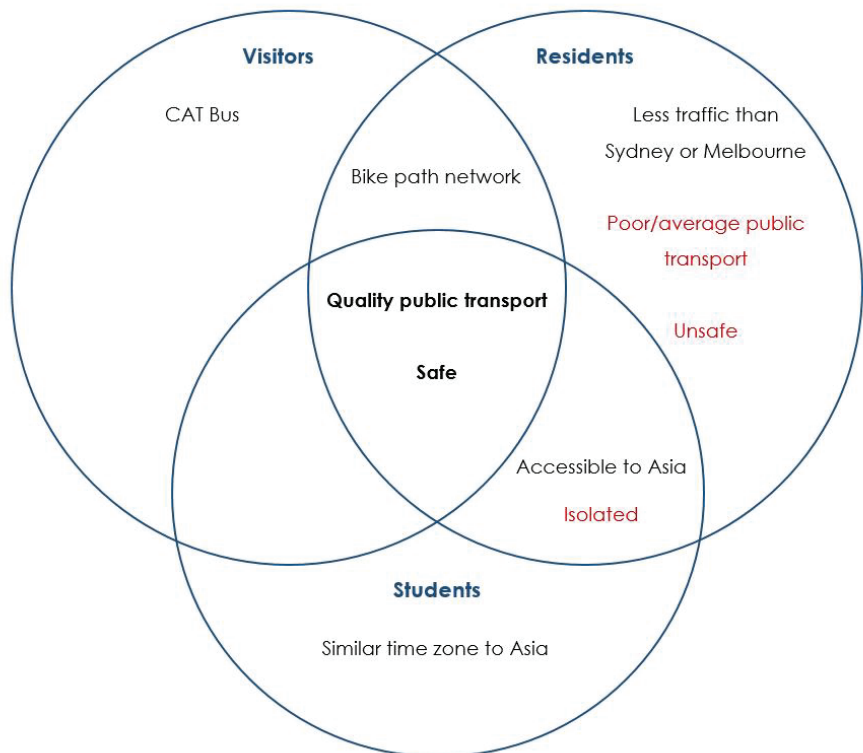 Visitors
Residents
CAT Bus
Less traffic than
Sydney or Melbourne
Bike path network
Poor/average public
transport
Quality public transport
Unsafe
Safe
Accessible to Asia
Isolated
Students
Similar time zone to Asia